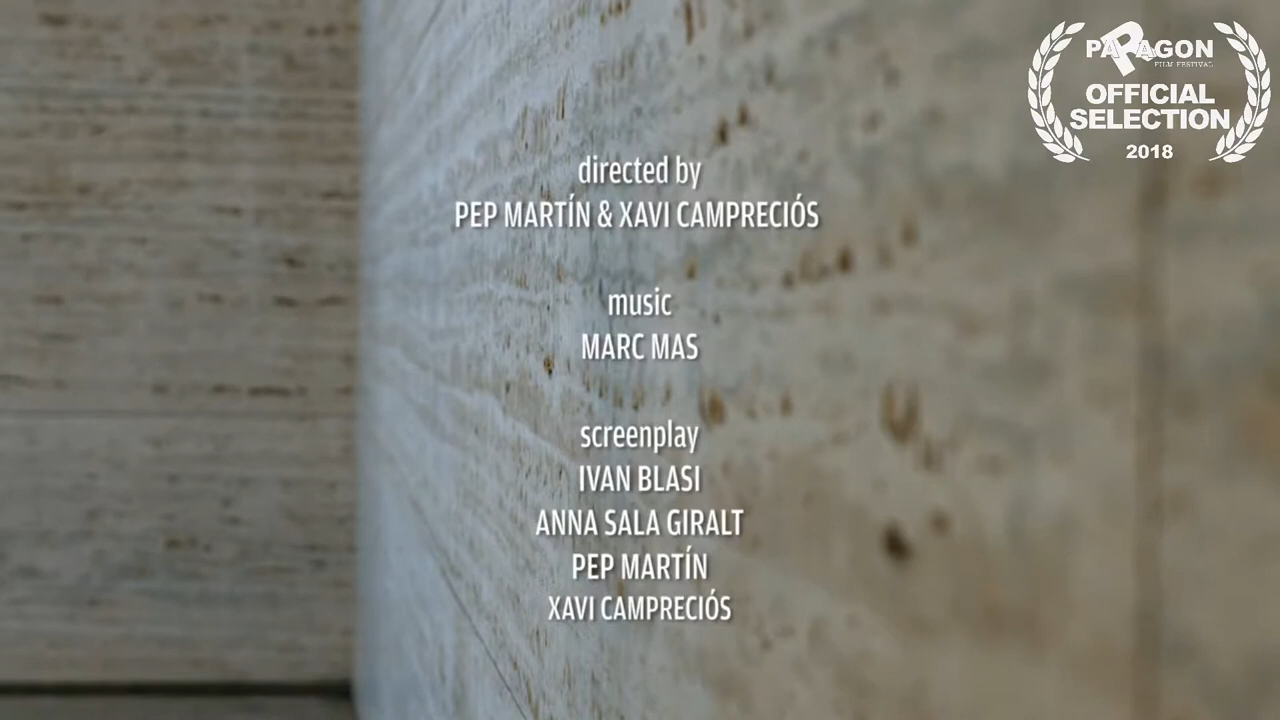 PARAGON
FILM FESTIVAL
OFFICIAL
SELECTION
2018
directed by
PEP MARTÍN & XAVI CAMPRECIÓS
music
MARC MAS
screenplay
IVAN BLASI
ANNA SALA GIRALT
PEP MARTÍN
XAVI CAMPRECIÓS